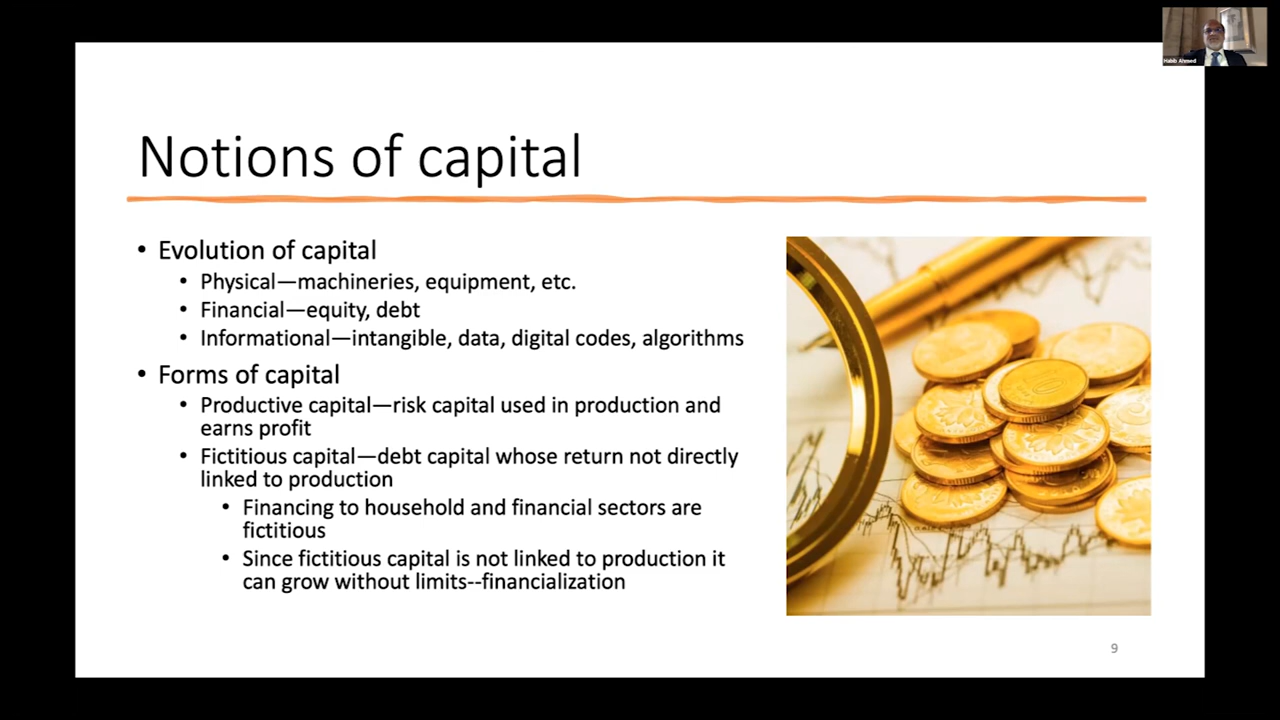 Habib Ahmed
Notions of capital
• Evolution of capital
• Physical—machineries, equipment, etc.
• Financial—equity, debt
• Informational—intangible, data, digital codes, algorithms
• Forms of capital
• Productive capital—risk capital used in production and
earns profit
• Fictitious capital—debt capital whose return not directly
linked to production
• Financing to household and financial sectors are
fictitious
• Since fictitious capital is not linked to production it
can grow without limits--financialization
10
9